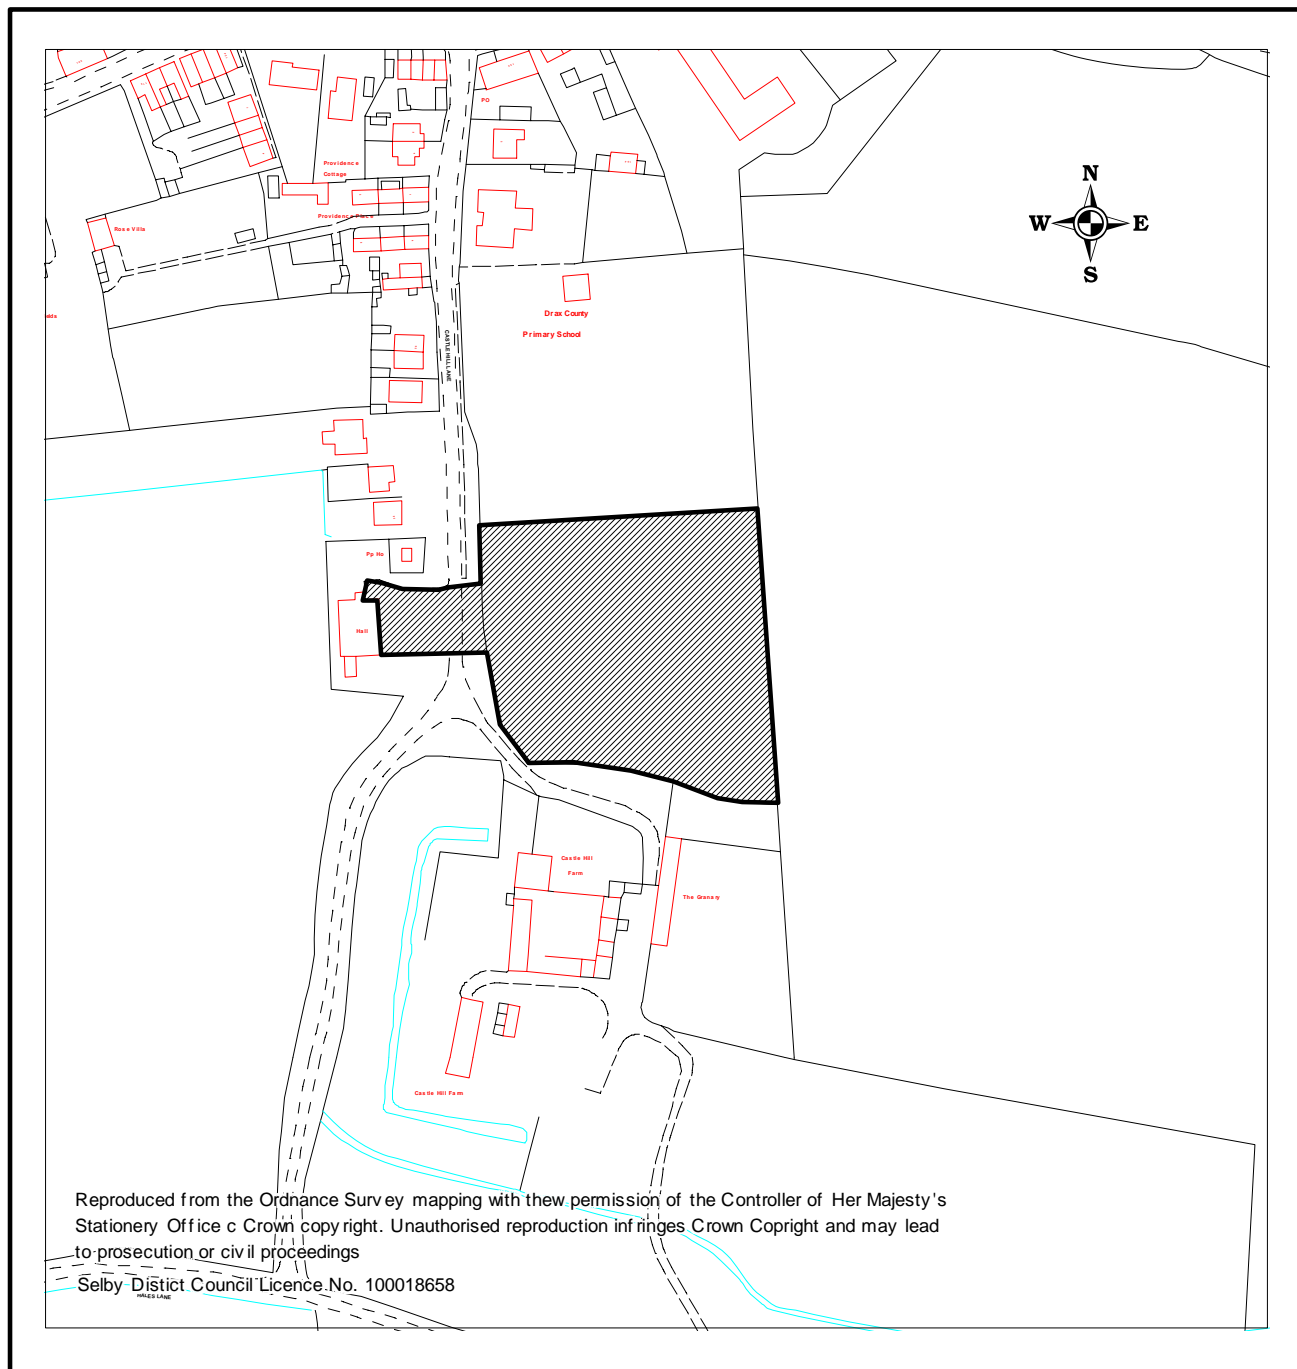 PO
Providence
Cottage
Providence Place
Rose Villa
N
W E
S
Drax County
Primary School
CASTLE HILL LANE
Pp Ho
Hall
Castle Hill
Farm
The Granary
Castle Hill Farm
Reproduced from the Ordnance Survey mapping with thew permission of the Controller of Her Majesty's
Stationery Office c Crown copyright. Unauthorised reproduction infringes Crown Copright and may lead
to prosecution or civil proceedings
Selby Distict Council Licence No. 100018658
HALES LANE